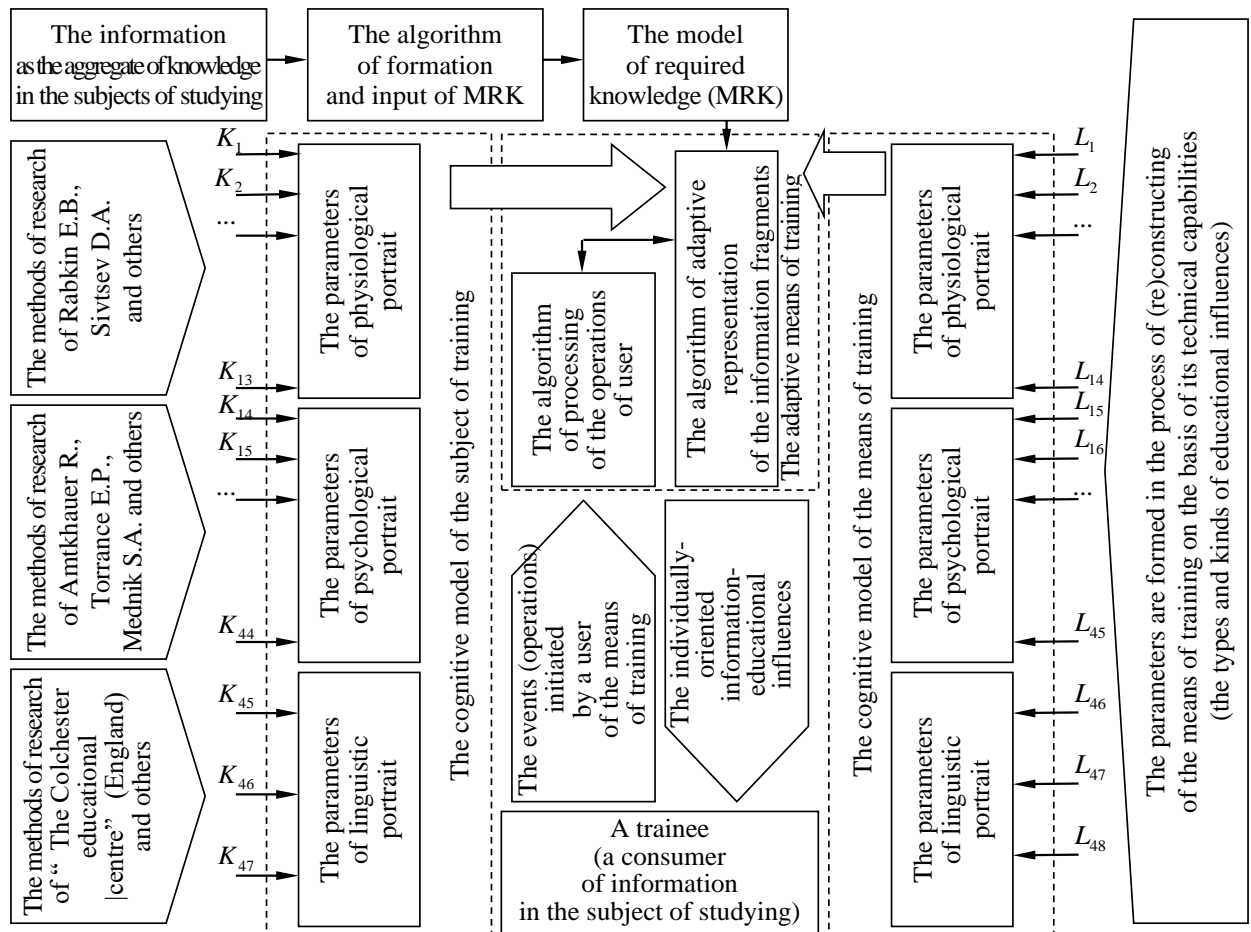 The information
as the aggregate of knowledge
in the subjects of studying
The algorithm
of formation
and input of MRK
The model
of required
knowledge (MRK)
The methods of research
of Rabkin E.B.,
Sivtsev D.A.
and others
K1
K2
...
K13
The parameters
of physiological
portrait
The methods of research
of Amtkhauer R.,
Torrance E.P.,
Mednik S.A. and others
K14
K15
...
K44
The parameters
of psychological
portrait
The methods of research
of “ The Colchester
educational
|centre” (England)
and others
K45
K46
K47
The parameters
of linguistic
portrait
The cognitive model of the subject of training
The algorithm
of processing
of the operations
of user
The algorithm of adaptive
representation
of the information fragments
The adaptive means of training
The events (operations)
initiated
by a user
of the means
of training
The individually-
oriented
information-
educational
influences
A trainee
(a consumer
of information
in the subject of studying)
The cognitive model of the means of training
The parameters
of physiological
portrait
L1
L2
...
L14
The parameters
of psychological
portrait
L15
L16
...
L45
The parameters
of linguistic
portrait
L46
L47
L48
The parameters are formed in the process of (re)constructing
of the means of training on the basis of its technical capabilities
(the types and kinds of educational influences)